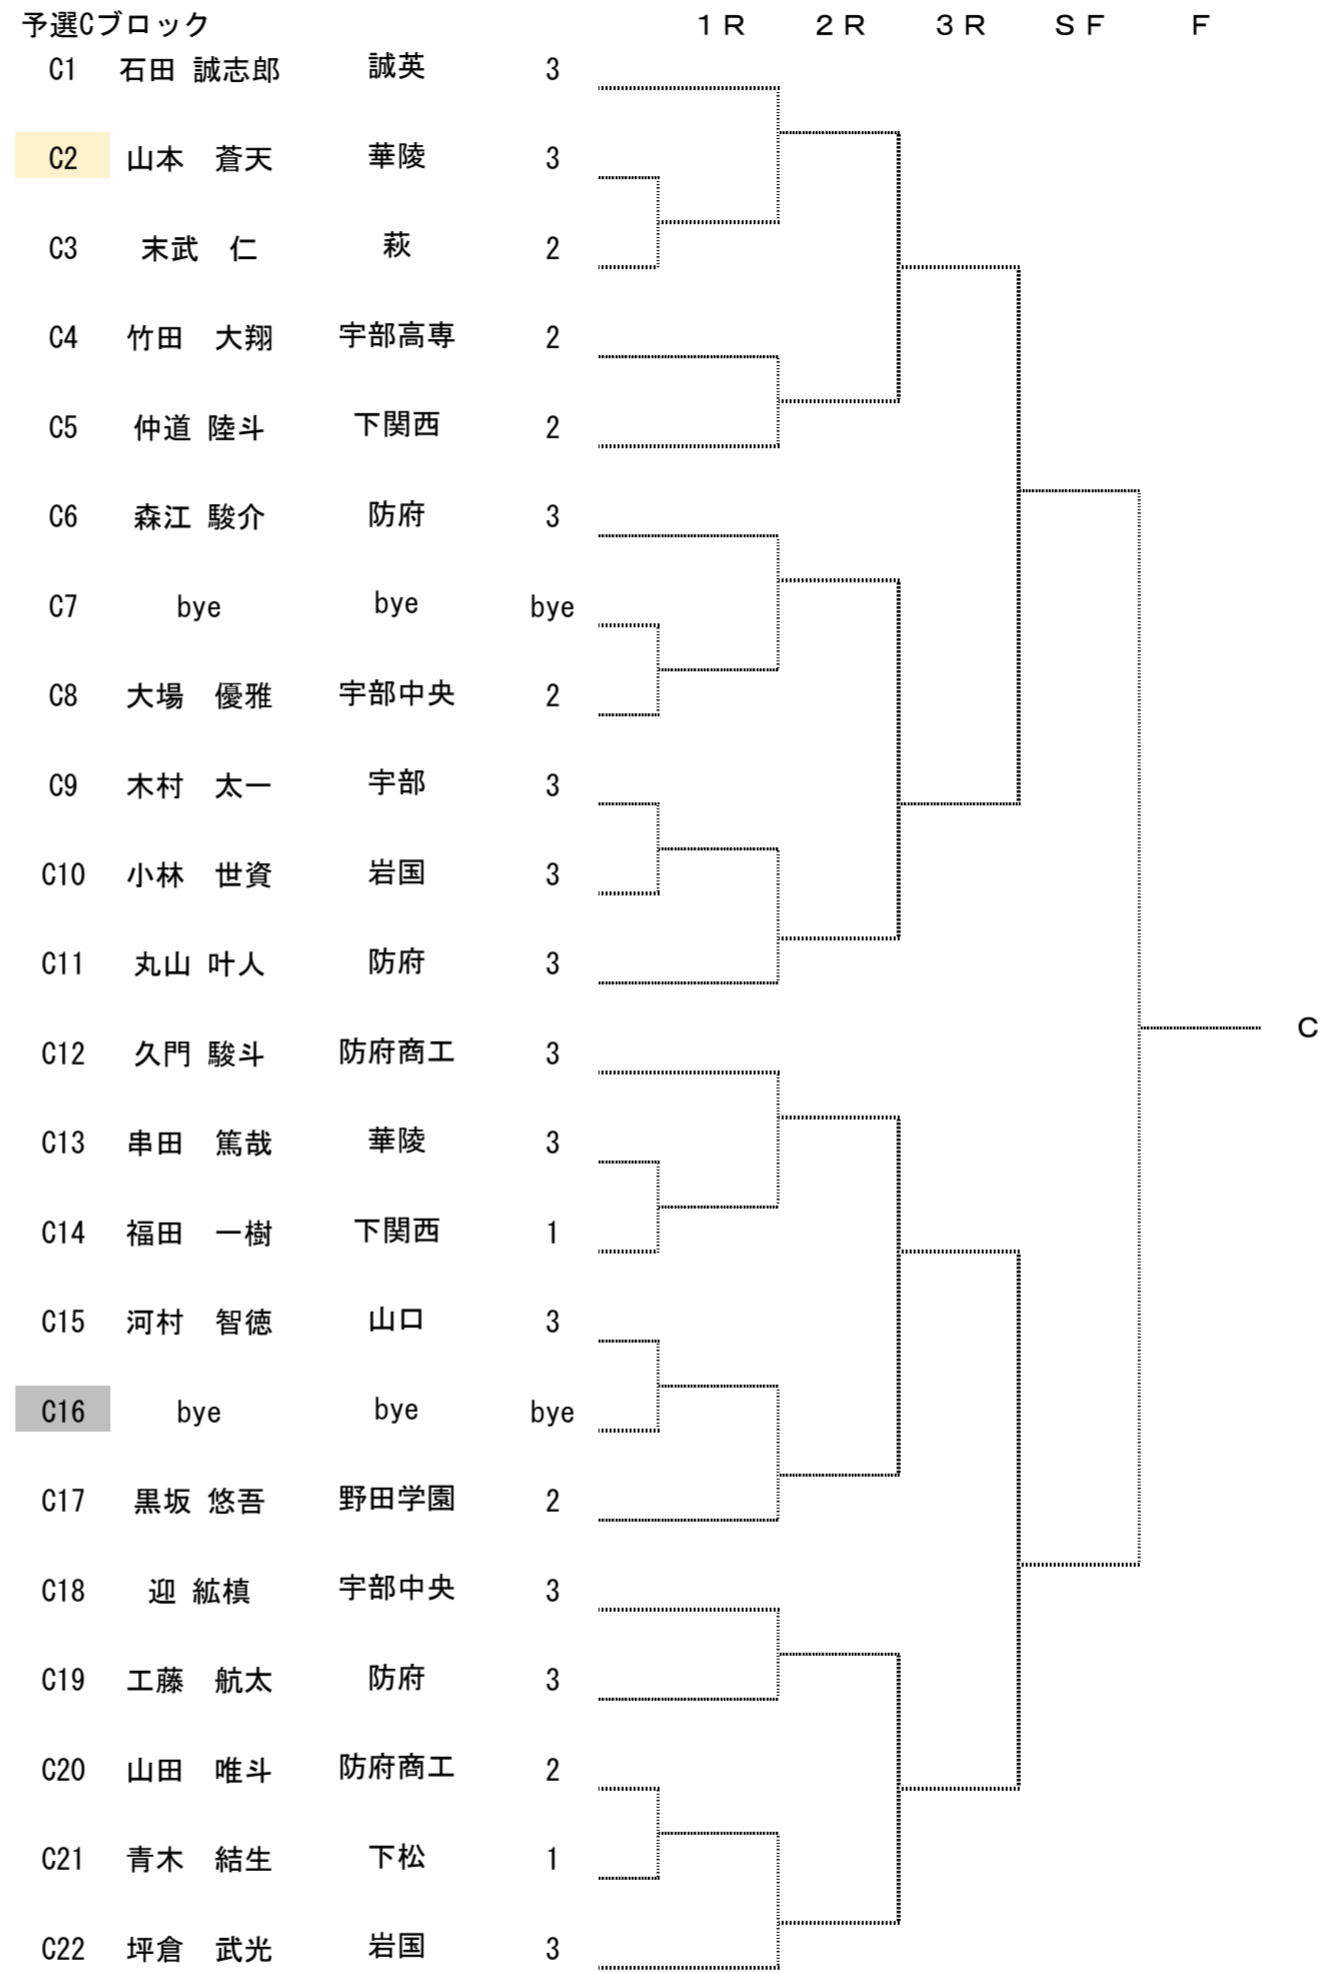 予選Cブロック 1R 2R 3R SF F
C1 石田 誠志郎 誠英 3
C2 山本 蒼天 華陵 3
C3 末武 仁 萩 2
C4 竹田 大翔 宇部高専 2
C5 仲道 陸斗 下関西 2
C6 森江 駿介 防府 3
C7 bye bye bye
C8 大場 優雅 宇部中央 2
C9 木村 太一 宇部 3
C10 小林 世資 岩国 3
C11 丸山 叶人 防府 3
C
C12 久門 駿斗 防府商工 3
C13 串田 篤哉 華陵 3
C14 福田 一樹 下関西 1
C15 河村 智徳 山口 3
C16 bye bye bye
C17 黒坂 悠吾 野田学園 2
C18 迎 紘槙 宇部中央 3
C19 工藤 航太 防府 3
C20 山田 唯斗 防府商工 2
C21 青木 結生 下松 1
C22 坪倉 武光 岩国 3